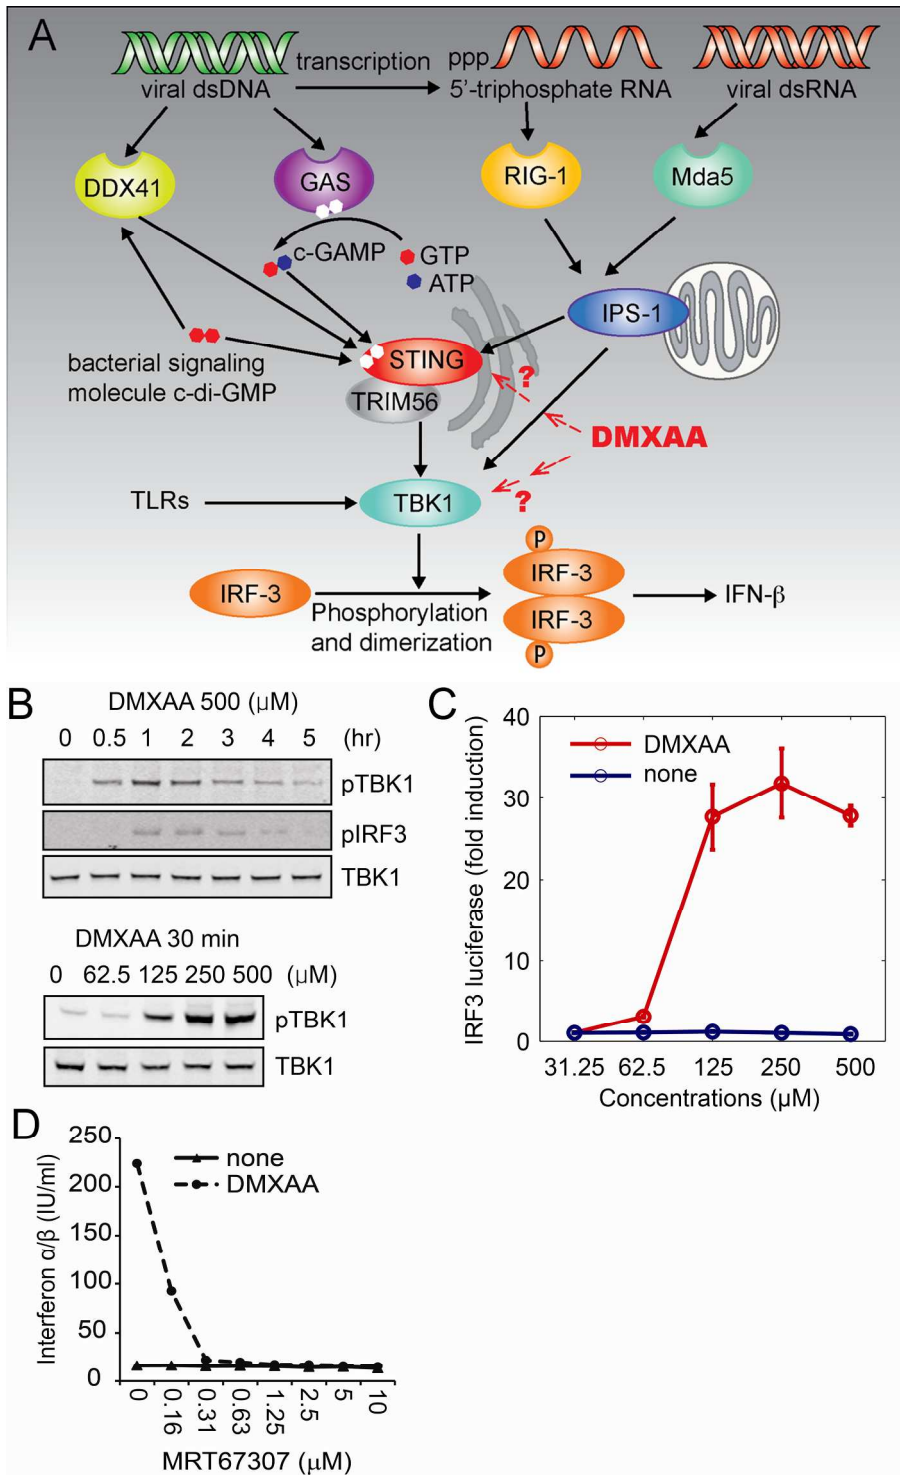 A
viral dsDNA
transcription
ppp
5'-triphosphate RNA
viral dsRNA
DDX41
GAS
RIG-1
Mda5
c-GAMP
GTP
ATP
IPS-1
bacterial signaling
molecule c-di-GMP
STING
?
TRIM56
DMXAA
TLRs
TBK1
?
IRF-3
Phosphorylation
and dimerization
P
IRF-3
IRF-3
P
IFN-β
B
DMXAA 500 (µM)
0 0.5 1 2 3 4 5 (hr)
pTBK1
pIRF3
TBK1
DMXAA 30 min
0 62.5 125 250 500 (µM)
pTBK1
TBK1
C
IRF3 luciferase (fold induction)
40
30
20
10
0
DMXAA
none
31.25 62.5 125 250 500
Concentrations (µM)
D
Interferon α/β (IU/ml)
250
200
150
100
50
0
none
DMXAA
0 0.16 0.31 0.63 1.25 2.5 5 10
MRT67307 (µM)